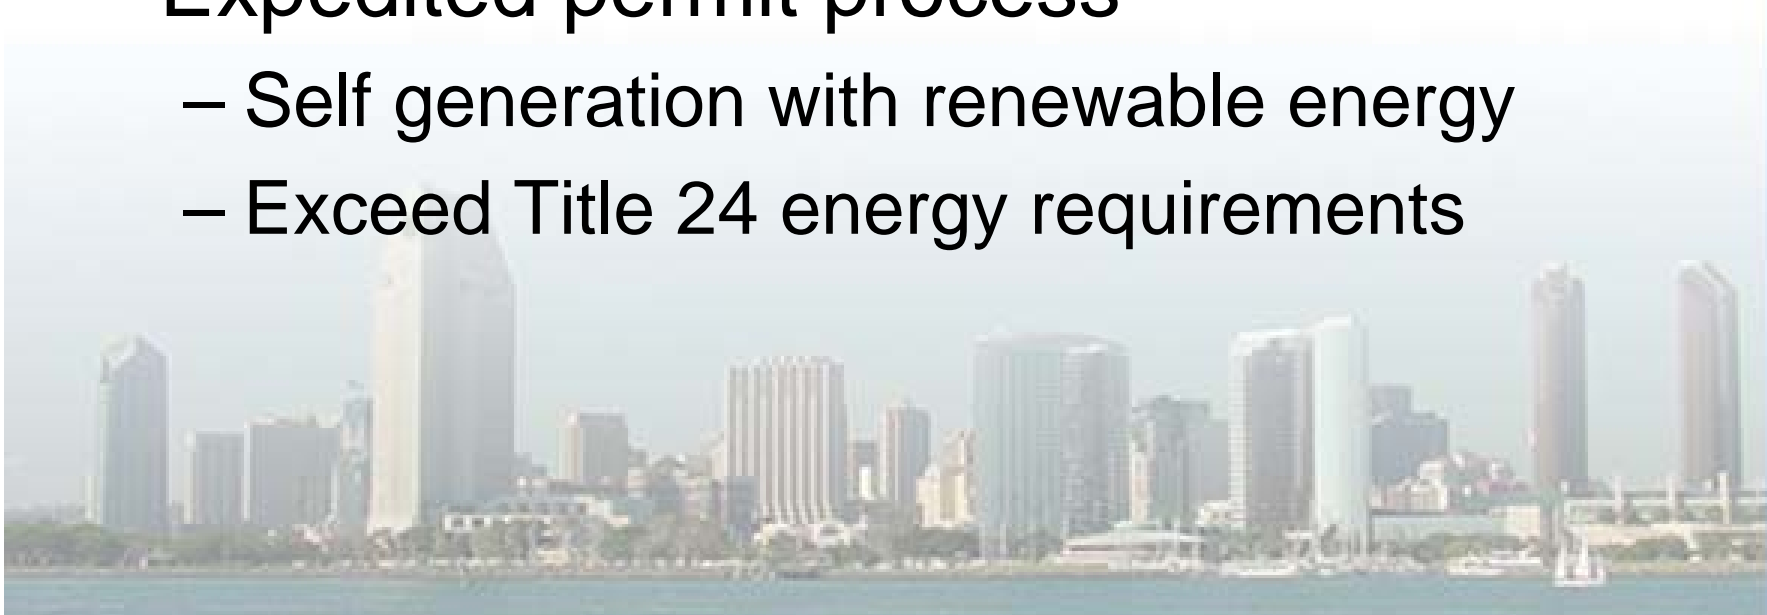 Expedited permit process
– Self generation with renewable energy
– Exceed Title 24 energy requirements